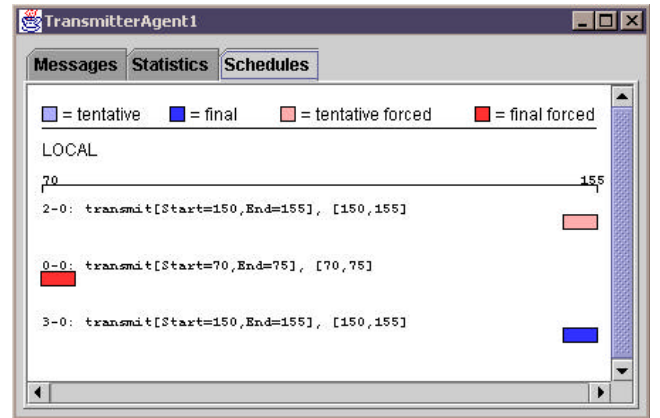 TransmitterAgent1
Messages Statistics Schedules
= tentative = final = tentative forced = final forced
LOCAL
70 155
2-0: transmit[Start=150,End=155], [150,155]
0-0: transmit[Start=70,End=75], [70,75]
3-0: transmit[Start=150,End=155], [150,155]